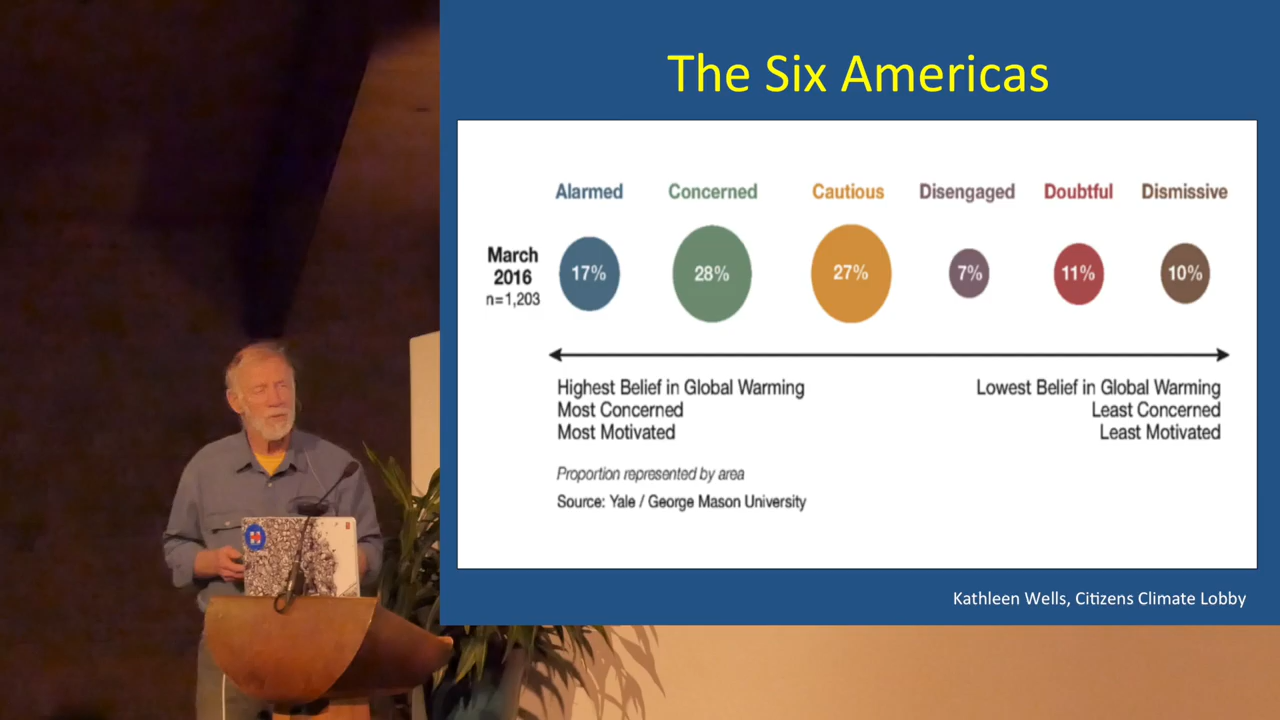 The Six Americas
Alarmed Concerned Cautious Disengaged Doubtful Dismissive
March
2016
n=1,203
17% 28% 27% 7% 11% 10%
Highest Belief in Global Warming
Most Concerned
Most Motivated
Lowest Belief in Global Warming
Least Concerned
Least Motivated
Proportion represented by area
Source: Yale / George Mason University
Kathleen Wells, Citizens Climate Lobby
H